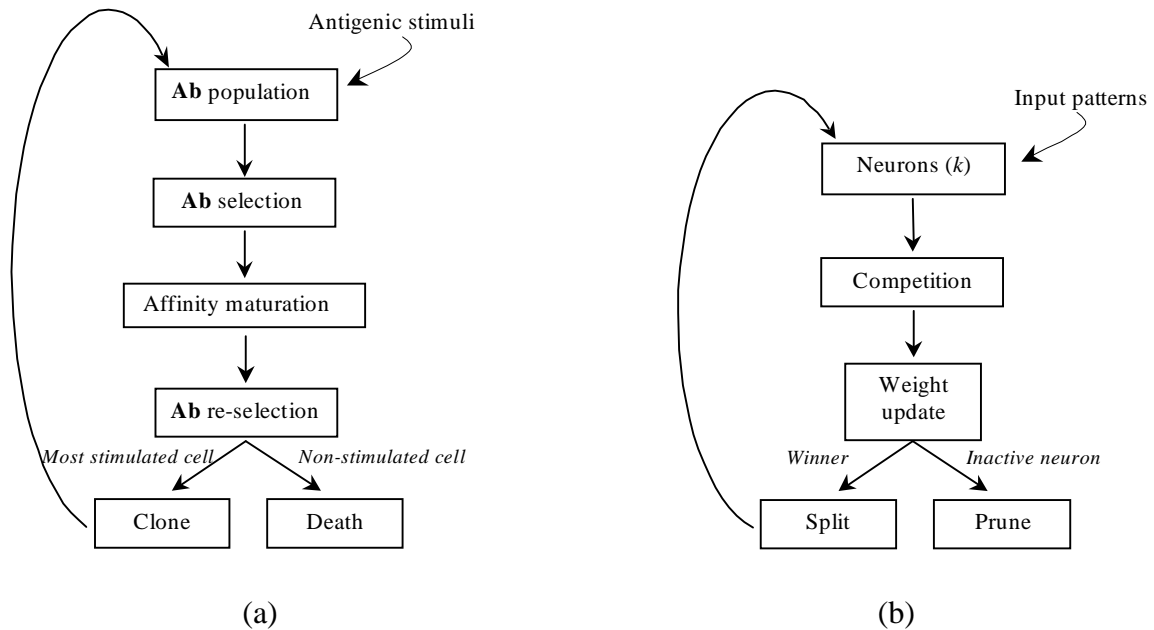 Antigenic stimuli
Ab population
Ab selection
Affinity maturation
Ab re-selection
Most stimulated cell
Non-stimulated cell
Clone
Death
(a)
Input patterns
Neurons (k)
Competition
Weight
update
Winner
Inactive neuron
Split
Prune
(b)